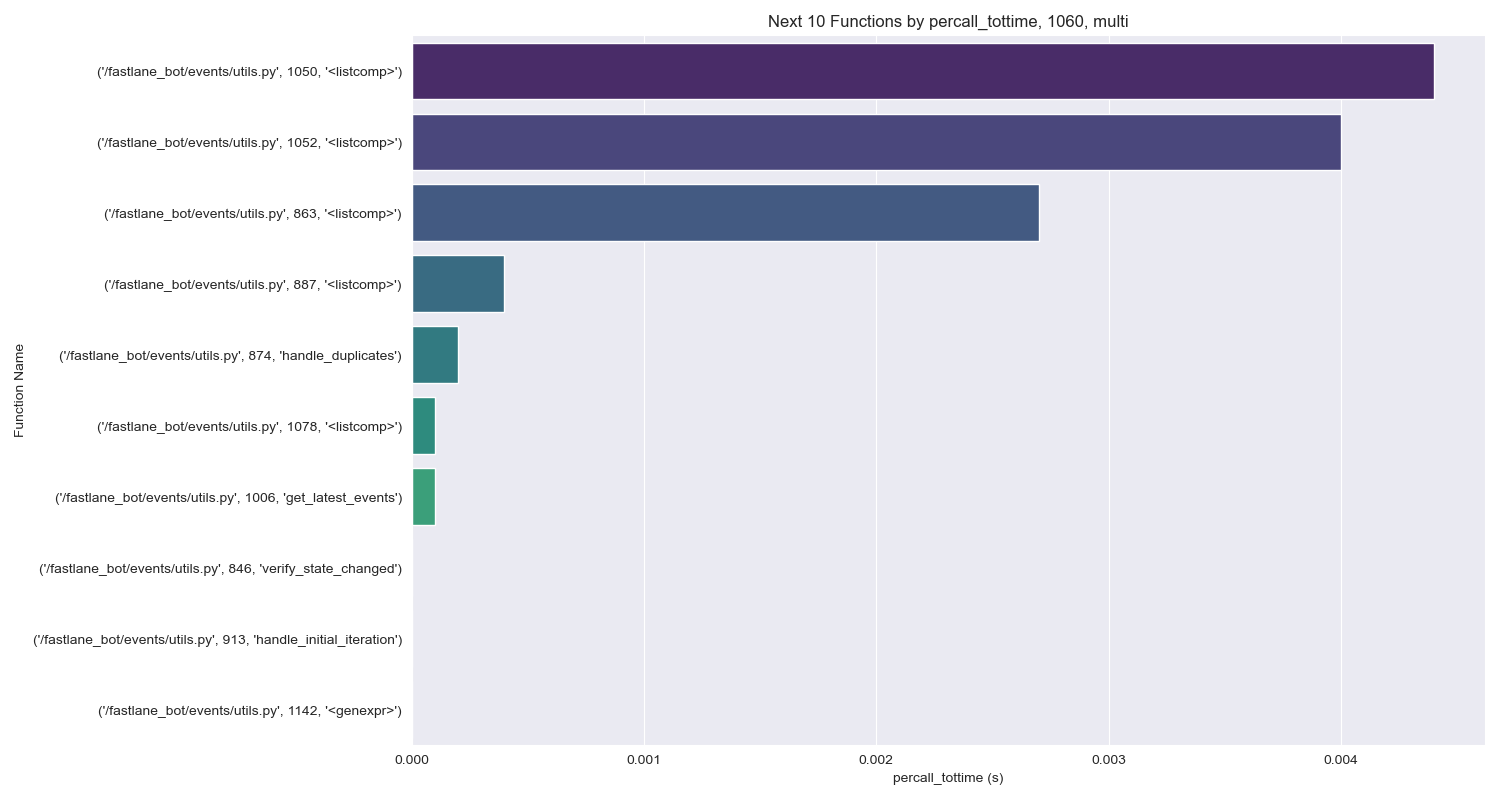 Next 10 Functions by percall_tottime, 1060, multi
Function Name
('/fastlane_bot/events/utils.py', 1050, '<listcomp>')
('/fastlane_bot/events/utils.py', 1052, '<listcomp>')
('/fastlane_bot/events/utils.py', 863, '<listcomp>')
('/fastlane_bot/events/utils.py', 887, '<listcomp>')
('/fastlane_bot/events/utils.py', 874, 'handle_duplicates')
('/fastlane_bot/events/utils.py', 1078, '<listcomp>')
('/fastlane_bot/events/utils.py', 1006, 'get_latest_events')
('/fastlane_bot/events/utils.py', 846, 'verify_state_changed')
('/fastlane_bot/events/utils.py', 913, 'handle_initial_iteration')
('/fastlane_bot/events/utils.py', 1142, '<genexpr>')
0.000 0.001 0.002 0.003 0.004
percall_tottime (s)